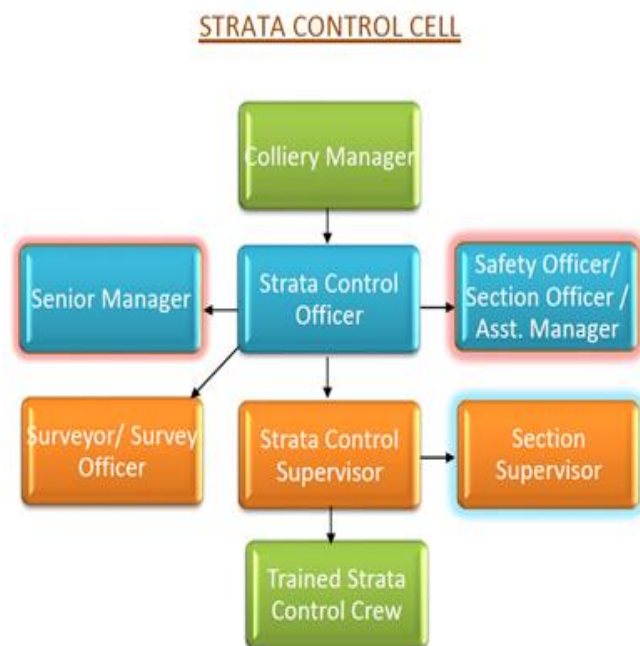 STRATA CONTROL CELL
Colliery Manager
Senior Manager
Strata Control
Officer
Safety Officer/
Section Officer /
Asst. Manager
Surveyor/ Survey
Officer
Strata Control
Supervisor
Section
Supervisor
Trained Strata
Control Crew